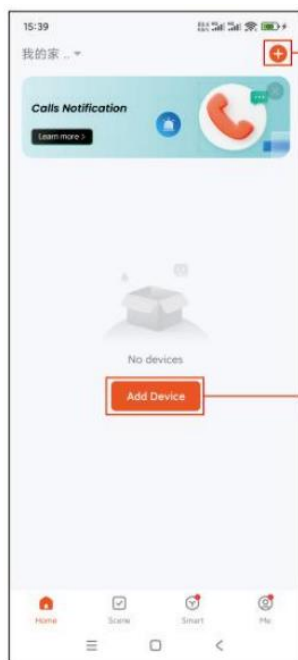 15:39
我的家 ..
Calls Notification
Learn more >
No devices
Add Device
Home
Scene
Smart
Me